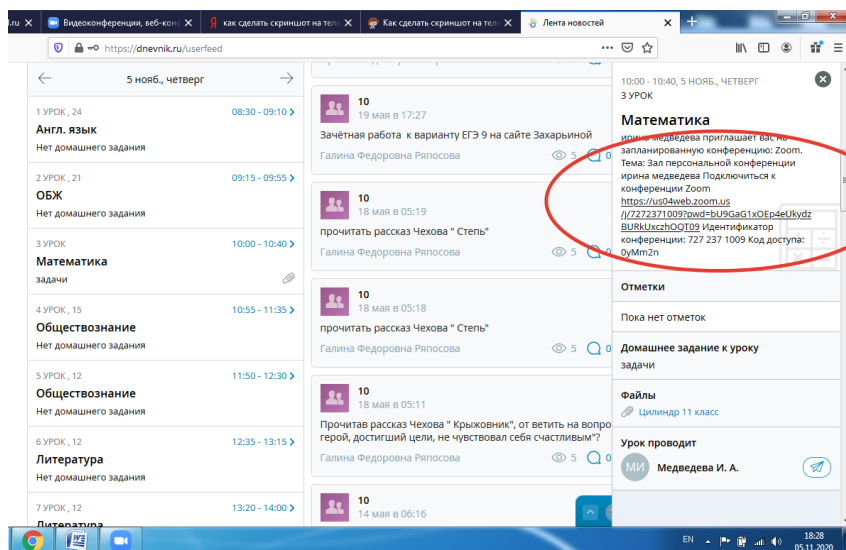 .ru
Видеоконференции, веб-кон
как сделать скриншот на тел
Как сделать скриншот на тел
Лента новостей
https://dnevnik.ru/userfeed
5 нояб., четверг
1 УРОК , 24
08:30 - 09:10
Англ. язык
Нет домашнего задания
2 УРОК , 21
09:15 - 09:55
ОБЖ
Нет домашнего задания
3 УРОК
10:00 - 10:40
Математика
задачи
4 УРОК , 15
10:55 - 11:35
Обществознание
Нет домашнего задания
5 УРОК , 12
11:50 - 12:30
Обществознание
Нет домашнего задания
6 УРОК , 12
12:35 - 13:15
Литература
Нет домашнего задания
7 УРОК , 12
13:20 - 14:00
Литература
10
19 мая в 17:27
Зачётная работа к варианту ЕГЭ 9 на сайте Захарьиной
Галина Федоровна Ряпосова
5
0
10
18 мая в 05:19
прочитать рассказ Чехова " Степь"
Галина Федоровна Ряпосова
5
0
10
18 мая в 05:18
прочитать рассказ Чехова " Степь"
Галина Федоровна Ряпосова
5
0
10
18 мая в 05:11
Прочитав рассказ Чехова " Крыжовник", от ветить на вопро
герой, достигший цели, не чувствовал себя счастливым"?
Галина Федоровна Ряпосова
5
0
10
14 мая в 06:16
10:00 - 10:40, 5 НОЯБ., ЧЕТВЕРГ
3 УРОК
Математика
ирина медведева приглашает вас на
запланированную конференцию: Zoom.
Тема: Зал персональной конференции
ирина медведева Подключиться к
конференции Zoom
https://us04web.zoom.us
/j/7272371009?pwd=bU9GaG1xOEp4eUkydz
BURkUxczhOQT09 Идентификатор
конференции: 727 237 1009 Код доступа:
0yMm2n
Отметки
Пока нет отметок
Домашнее задание к уроку
задачи
Файлы
Цилиндр 11 класс
Урок проводит
МИ
Медведева И. А.
EN
18:28
05.11.2020